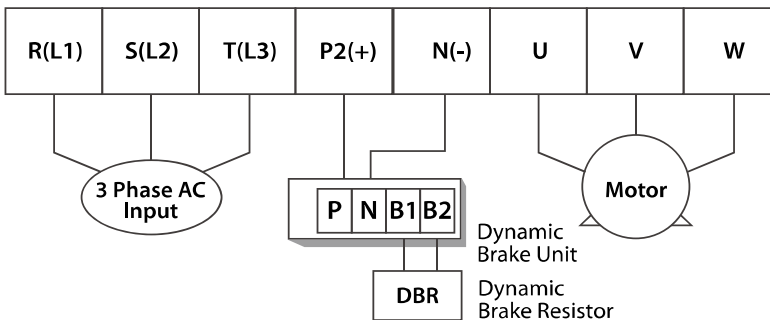 R(L1) S(L2) T(L3) P2(+) N(-) U V W
3 Phase AC
Input
Motor
P N B1 B2
Dynamic
Brake Unit
DBR
Dynamic
Brake Resistor